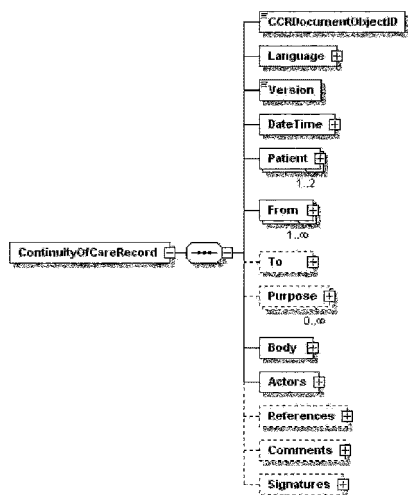 CCRDocumentObjectID
Language
Version
DateTime
Patient
1..2
From
1..∞
ContinuityOfCareRecord
To
Purpose
0..∞
Body
Actors
References
Comments
Signatures